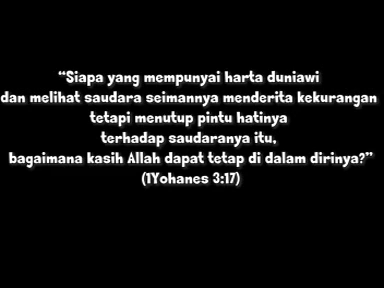 “Siapa yang mempunyai harta duniawi
dan melihat saudara seimannya menderita kekurangan
tetapi menutup pintu hatinya
terhadap saudaranya itu,
bagaimana kasih Allah dapat tetap di dalam dirinya?”
(1Yohanes 3:17)